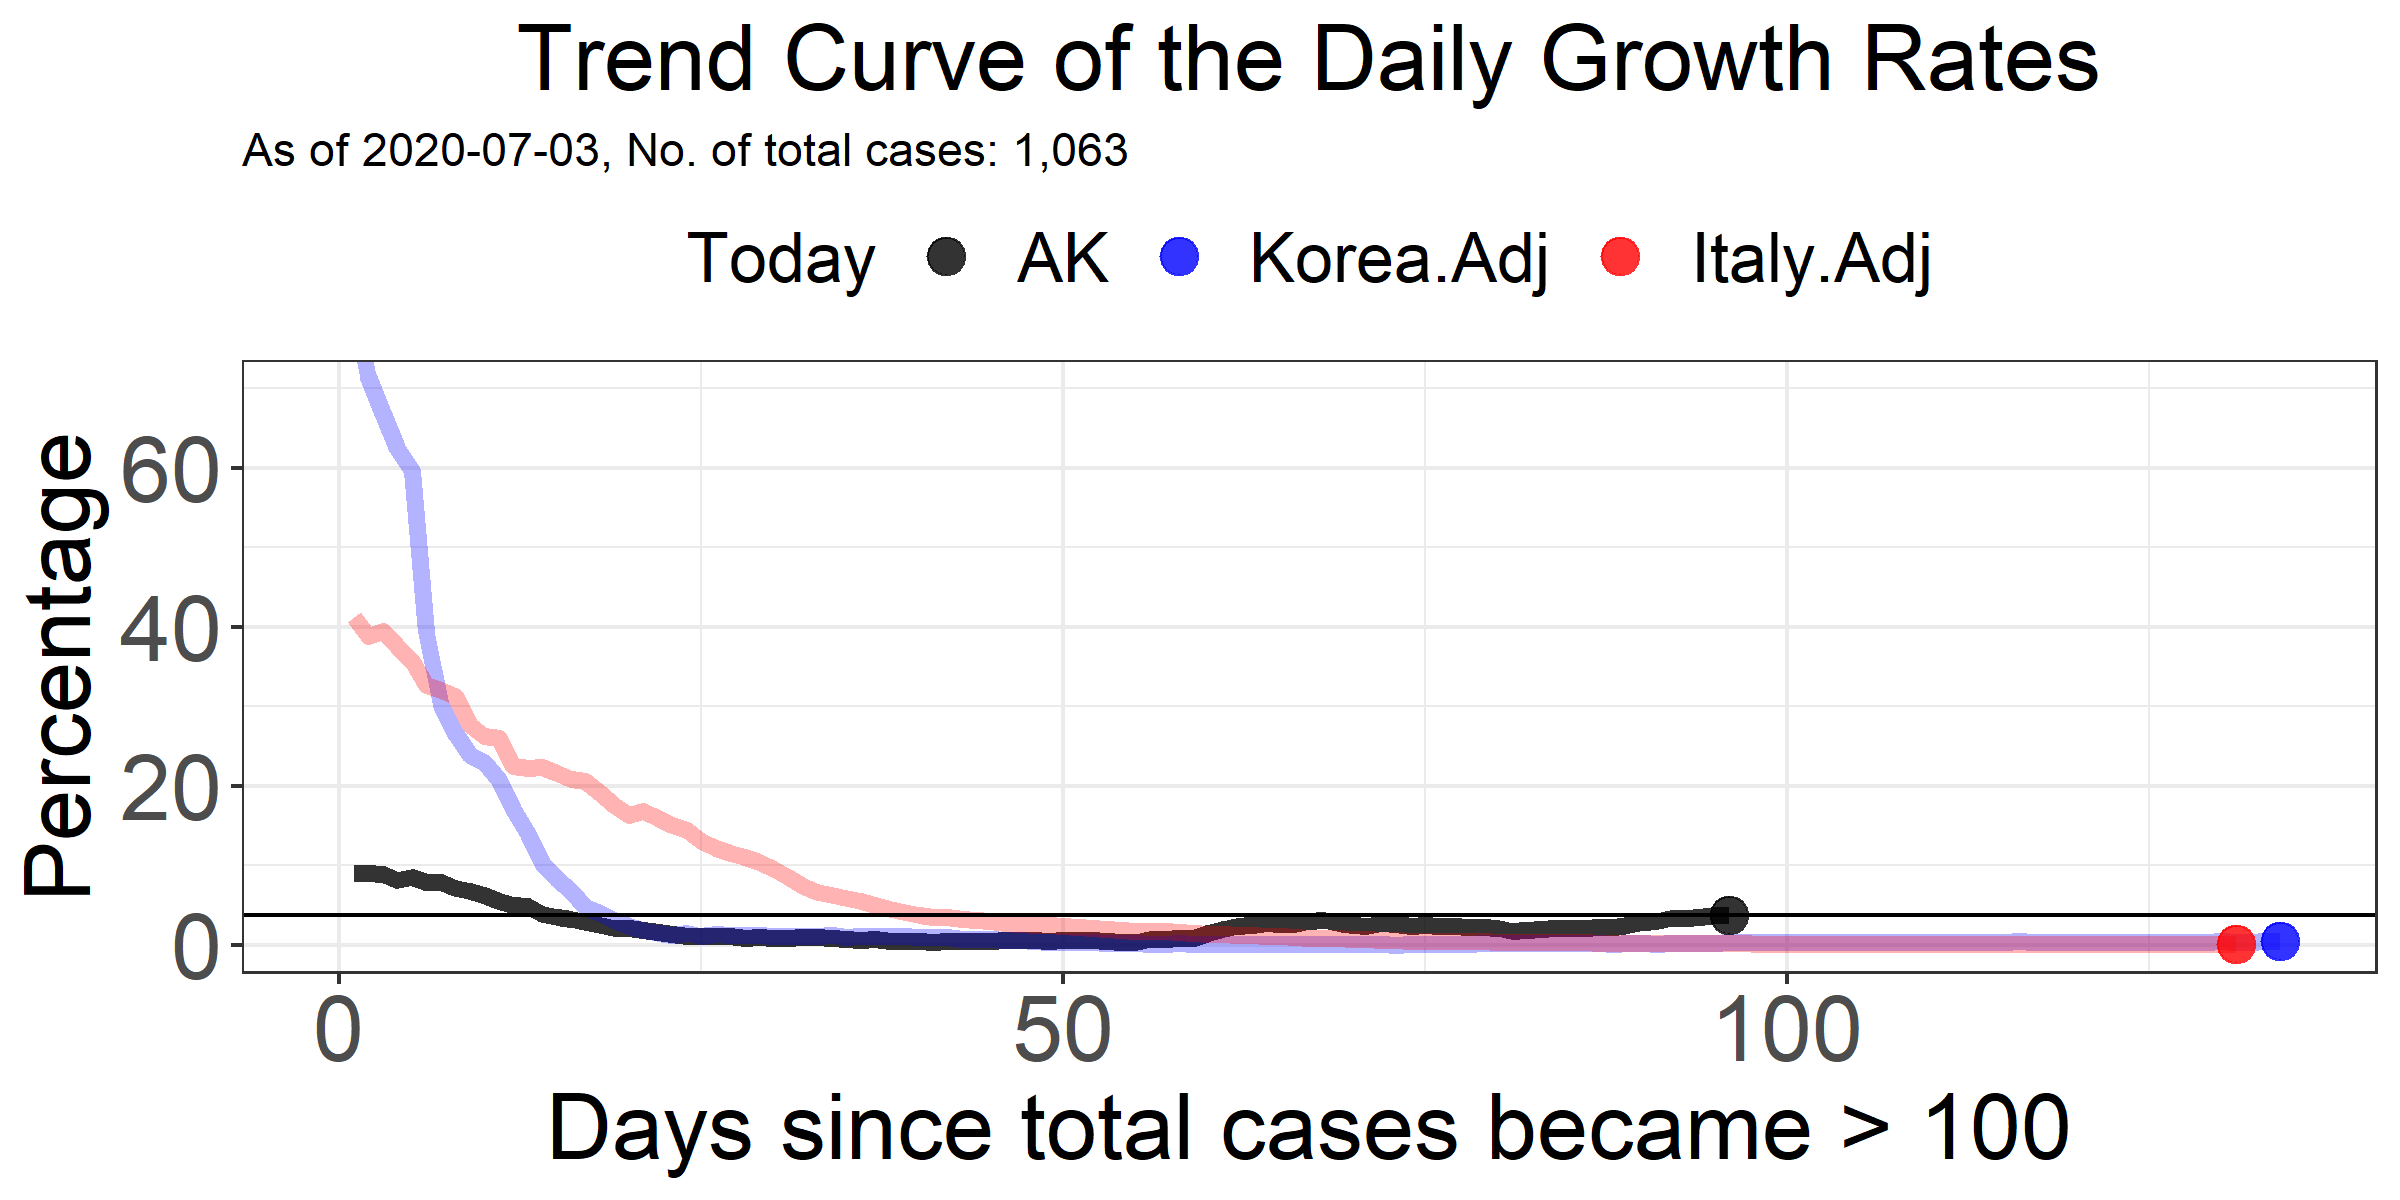 Trend Curve of the Daily Growth Rates
As of 2020-07-03, No. of total cases: 1,063
Today AK Korea.Adj Italy.Adj
Percentage
60
40
20
0
0 50 100
Days since total cases became > 100